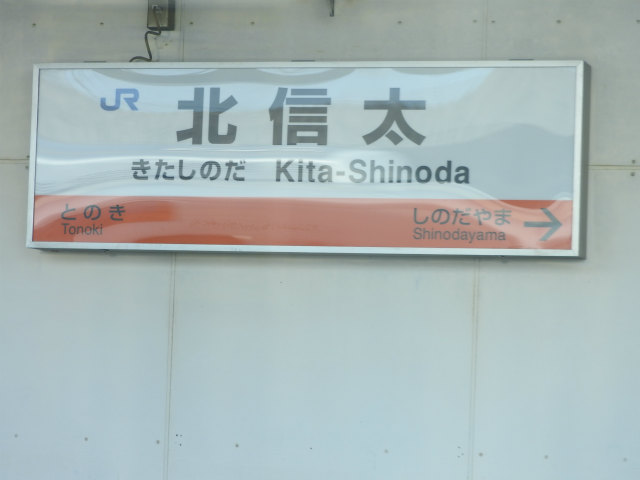 JR 北信太
きたしのだ Kita-Shinoda
とのき しのだやま →
Tonoki Shinodayama